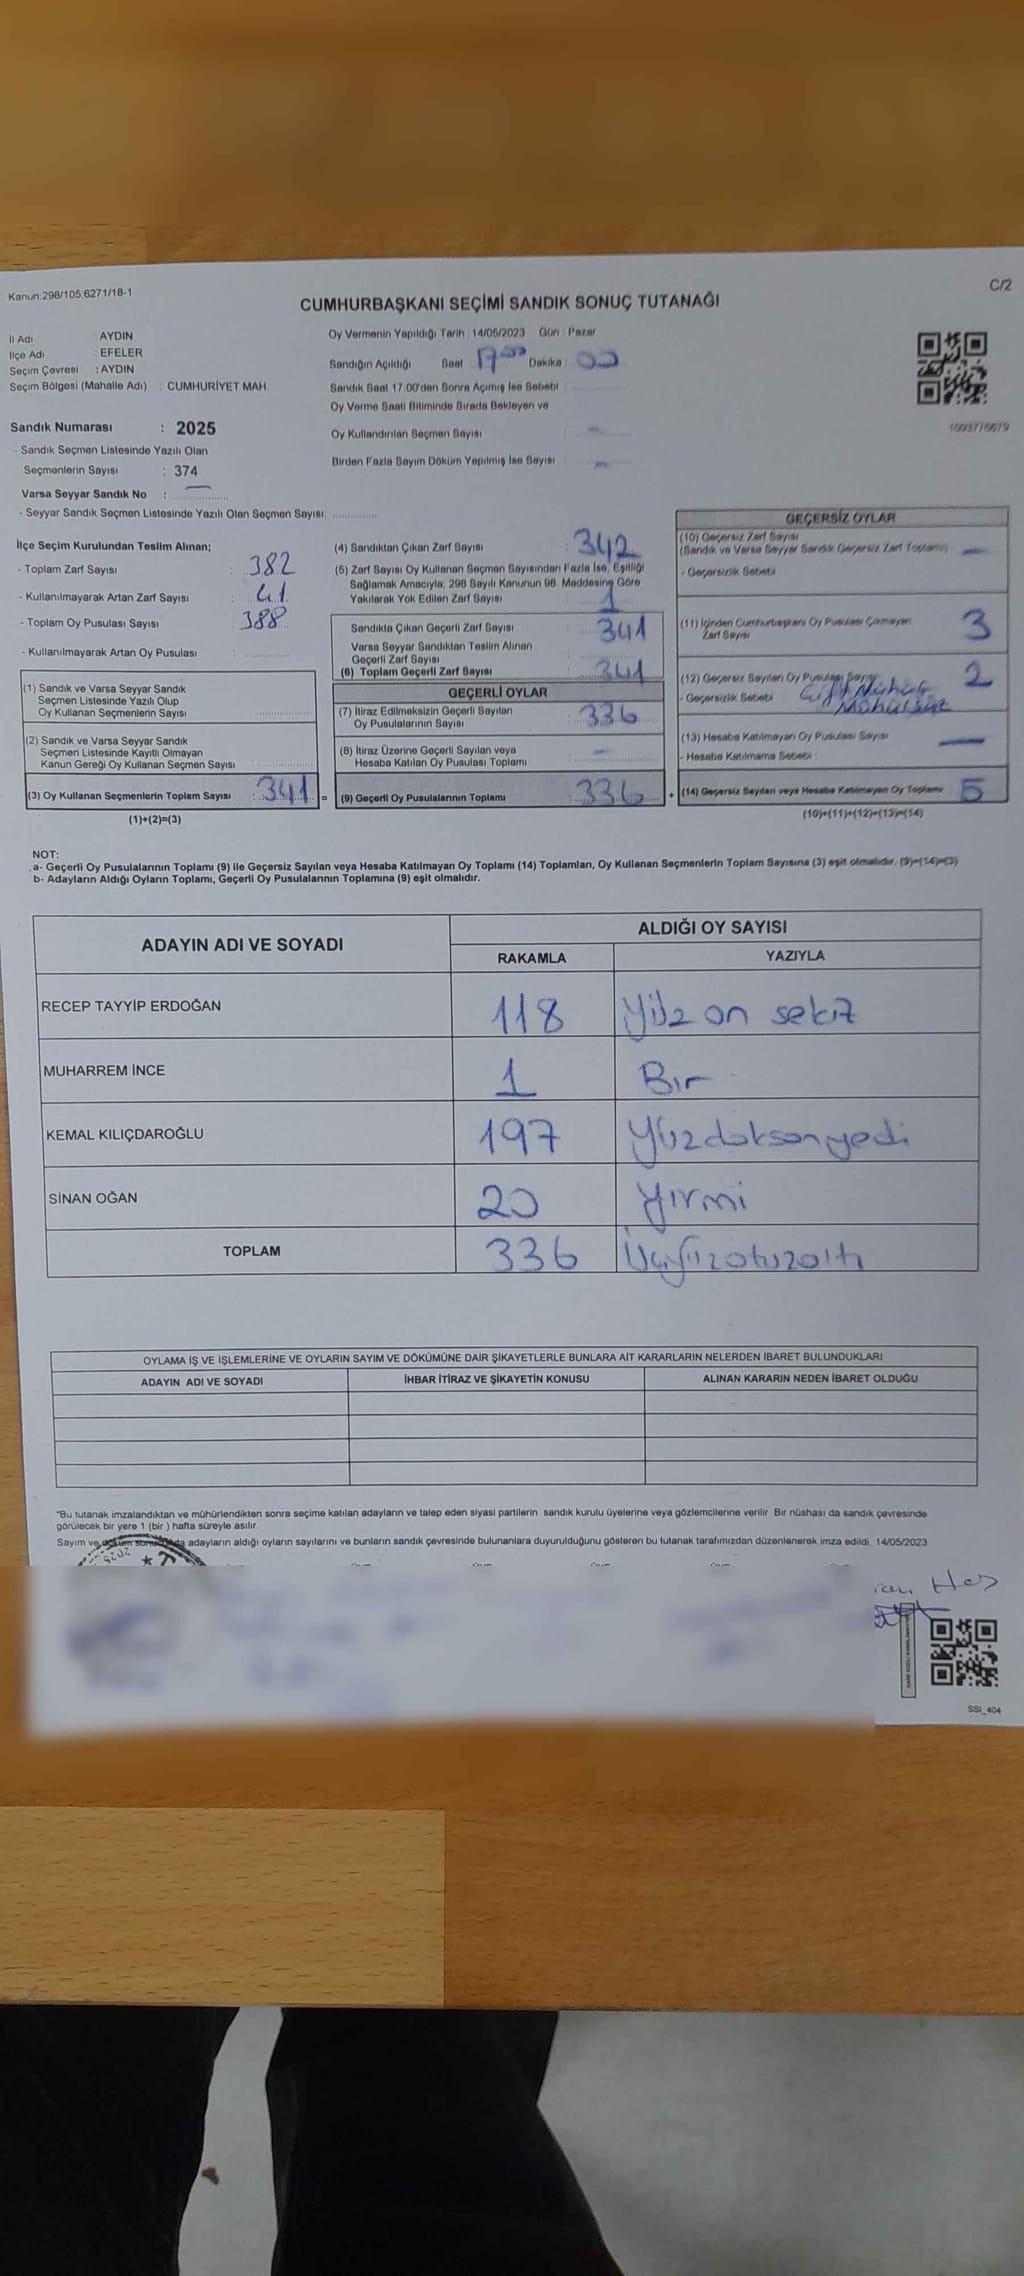 Kanun:298/105;6271/18-1
C/2
CUMHURBAŞKANI SEÇİMİ SANDIK SONUÇ TUTANAĞI
İl Adı : AYDIN
İlçe Adı : EFELER
Seçim Çevresi : AYDIN
Seçim Bölgesi (Mahalle Adı) : CUMHURİYET MAH.
Oy Vermenin Yapıldığı Tarih : 14/05/2023 Gün : Pazar
Sandığın Açıldığı Saat : 17.00 Dakika : 00
Sandık Saat 17.00'den Sonra Açımış İse Sebebi :
Oy Verme Saati Bitiminde Sırada Bekleyen ve
Oy Kullandırılan Seçmen Sayısı : -
Birden Fazla Sayım Döküm Yapılmış İse Sayısı : -
Sandık Numarası : 2025
- Sandık Seçmen Listesinde Yazılı Olan
Seçmenlerin Sayısı : 374
Varsa Seyyar Sandık No : -
- Seyyar Sandık Seçmen Listesinde Yazılı Olan Seçmen Sayısı:
İlçe Seçim Kurulundan Teslim Alınan;
- Toplam Zarf Sayısı : 382
- Kullanılmayarak Artan Zarf Sayısı : 41
- Toplam Oy Pusulası Sayısı : 388
- Kullanılmayarak Artan Oy Pusulası :
(1) Sandık ve Varsa Seyyar Sandık
Seçmen Listesinde Yazılı Olup
Oy Kullanan Seçmenlerin Sayısı :
(2) Sandık ve Varsa Seyyar Sandık
Seçmen Listesinde Kayıtlı Olmayan
Kanun Gereği Oy Kullanan Seçmen Sayısı :
(3) Oy Kullanan Seçmenlerin Toplam Sayısı : 341 =
(1)+(2)=(3)
(4) Sandıktan Çıkan Zarf Sayısı : 342
(5) Zarf Sayısı Oy Kullanan Seçmen Sayısından Fazla İse, Eşitliği
Sağlamak Amacıyla; 298 Sayılı Kanunun 98. Maddesine Göre
Yakılarak Yok Edilen Zarf Sayısı : 1
Sandıkta Çıkan Geçerli Zarf Sayısı : 341
Varsa Seyyar Sandıktan Teslim Alınan
Geçerli Zarf Sayısı
(6) Toplam Geçerli Zarf Sayısı : 341
GEÇERLİ OYLAR
(7) İtiraz Edilmeksizin Geçerli Sayılan
Oy Pusulalarının Sayısı : 336
(8) İtiraz Üzerine Geçerli Sayılan veya
Hesaba Katılan Oy Pusulası Toplamı : -
(9) Geçerli Oy Pusulalarının Toplamı : 336 +
GEÇERSİZ OYLAR
(10) Geçersiz Zarf Sayısı
(Sandık ve Varsa Seyyar Sandık Geçersiz Zarf Toplamı) -
- Geçersizlik Sebebi :
(11) İçinden Cumhurbaşkanı Oy Pusulası Çıkmayan
Zarf Sayısı 3
(12) Geçersiz Sayılan Oy Pusulası Sayısı 2
- Geçersizlik Sebebi : Çift Mühür
Mühürsüz
(13) Hesaba Katılmayan Oy Pusulası Sayısı -
- Hesaba Katılmama Sebebi :
(14) Geçersiz Sayılan veya Hesaba Katılmayan Oy Toplamı 5
(10)+(11)+(12)+(13)=(14)
NOT:
a- Geçerli Oy Pusulalarının Toplamı (9) ile Geçersiz Sayılan veya Hesaba Katılmayan Oy Toplamı (14) Toplamları, Oy Kullanan Seçmenlerin Toplam Sayısına (3) eşit olmalıdır. (9)+(14)=(3)
b- Adayların Aldığı Oyların Toplamı, Geçerli Oy Pusulalarının Toplamına (9) eşit olmalıdır.
ADAYIN ADI VE SOYADI ALDIĞI OY SAYISI
RAKAMLA YAZIYLA
RECEP TAYYİP ERDOĞAN 118 Yüz on sekiz
MUHARREM İNCE 1 Bir
KEMAL KILIÇDAROĞLU 197 Yüzdoksanyedi
SİNAN OĞAN 20 Yirmi
TOPLAM 336 Üçyüzotuzaltı
OYLAMA İŞ VE İŞLEMLERİNE VE OYLARIN SAYIM VE DÖKÜMÜNE DAİR ŞİKAYETLERLE BUNLARA AİT KARARLARIN NELERDEN İBARET BULUNDUKLARI
ADAYIN ADI VE SOYADI İHBAR İTİRAZ VE ŞİKAYETİN KONUSU ALINAN KARARIN NEDEN İBARET OLDUĞU
*Bu tutanak imzalandıktan ve mühürlendikten sonra seçime katılan adayların ve talep eden siyasi partilerin sandık kurulu üyelerine veya gözlemcilerine verilir. Bir nüshası da sandık çevresinde
görülecek bir yere 1 (bir ) hafta süreyle asılır.
Sayım ve döküm sonucunda adayların aldığı oyların sayılarını ve bunların sandık çevresinde bulunanlara duyurulduğunu gösteren bu tutanak tarafımızdan düzenlenerek imza edildi. 14/05/2023
2025
SSI_404